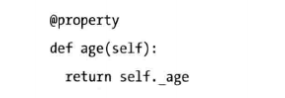 @property
def age(self):
  return self._age